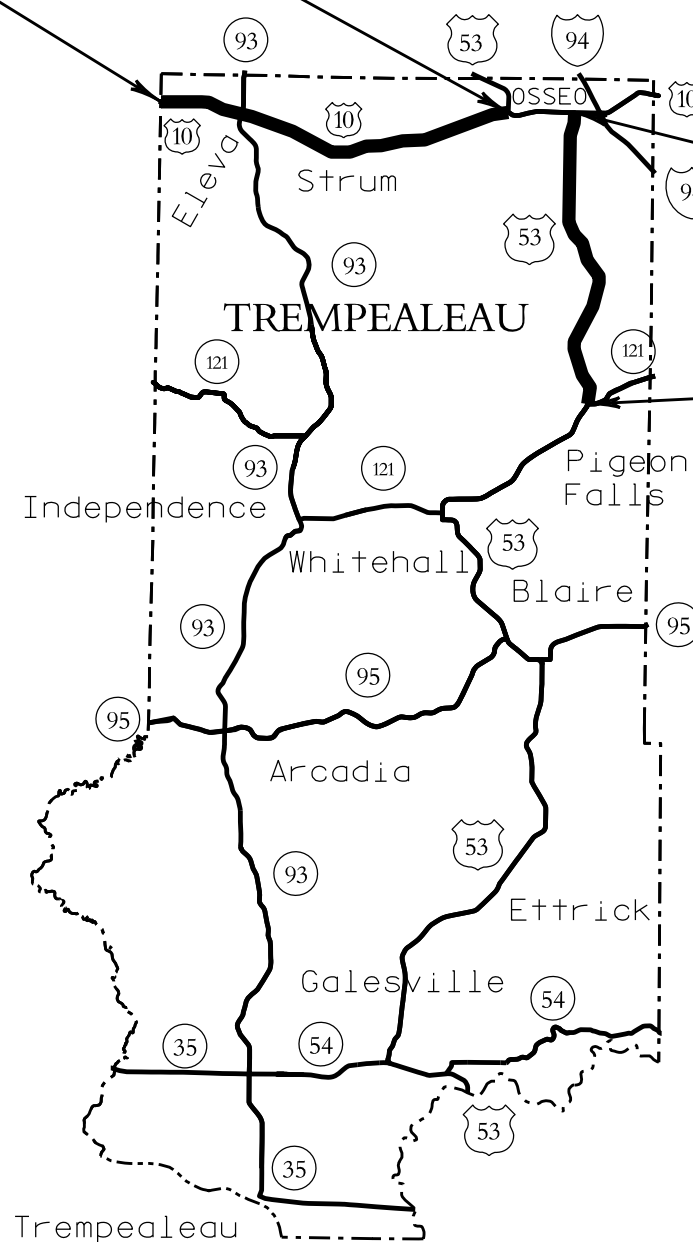 93
53
94
OSSEO
10
10
10
Eleva
Strum
53
93
TREMPEALEAU
121
121
93
121
Pigeon
Falls
Independence
53
Whitehall
Blaire
93
95
95
95
Arcadia
53
93
Ettrick
Galesville
54
35
54
53
35
Trempealeau